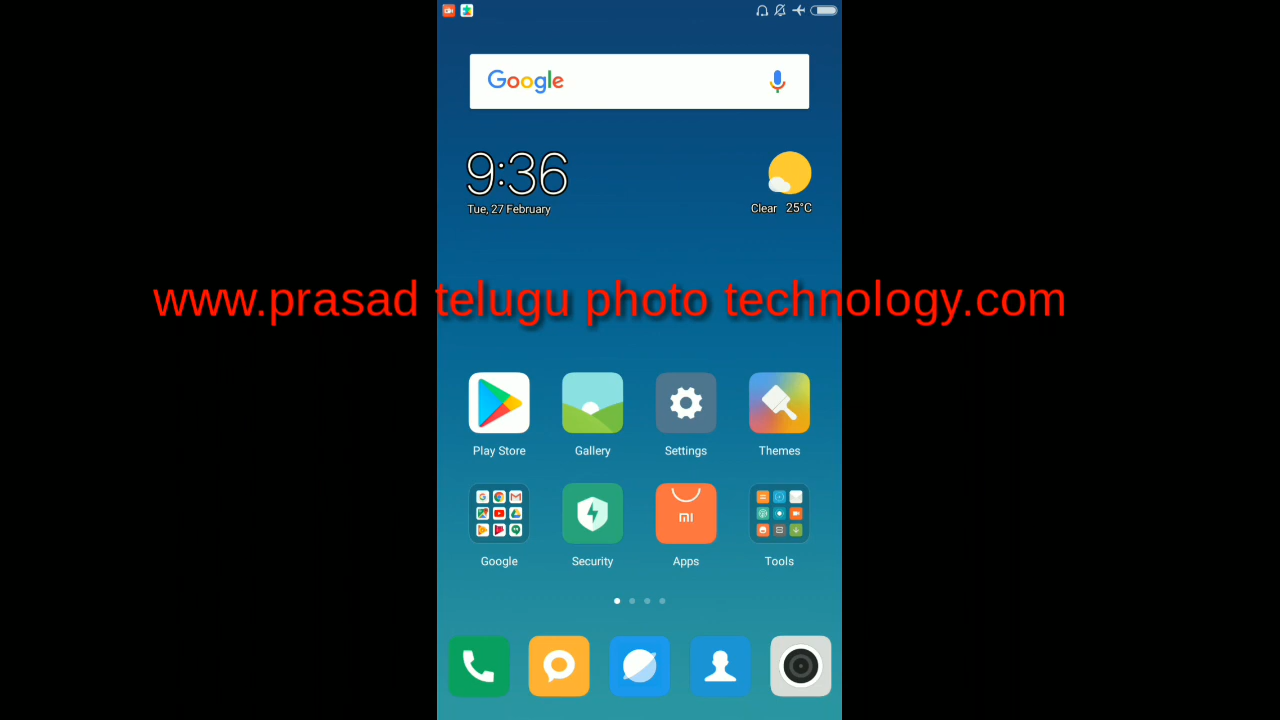 Google
9:36
Tue, 27 February
Clear 25°C
www.prasad telugu photo technology.com
Play Store Gallery Settings Themes
mi
Google Security Apps Tools